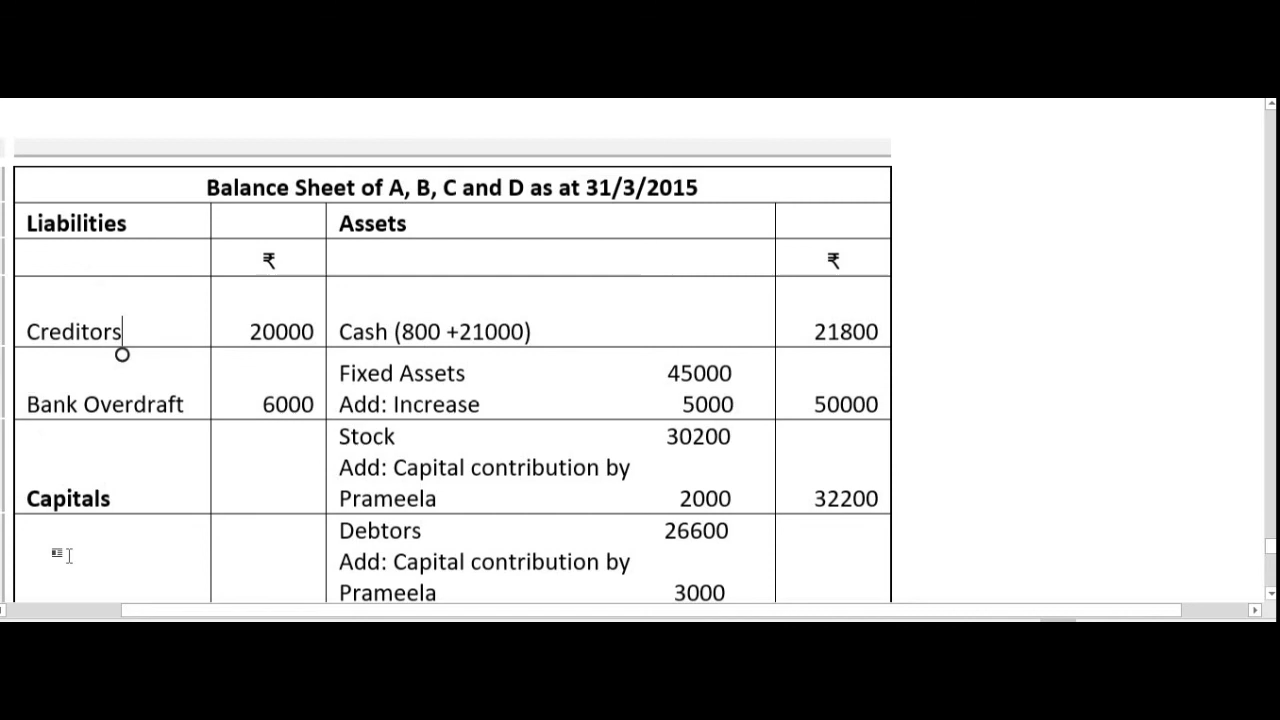 Balance Sheet of A, B, C and D as at 31/3/2015
Liabilities Assets
₹ ₹
Creditors 20000 Cash (800 +21000) 21800
Fixed Assets 45000
Bank Overdraft 6000 Add: Increase 5000 50000
Stock 30200
Add: Capital contribution by
Capitals Prameela 2000 32200
Debtors 26600
Add: Capital contribution by
Prameela 3000